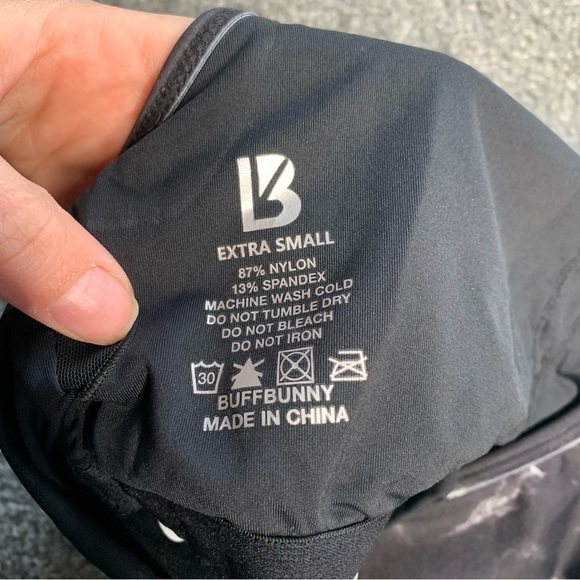 B
EXTRA SMALL
87% NYLON
13% SPANDEX
MACHINE WASH COLD
DO NOT TUMBLE DRY
DO NOT BLEACH
DO NOT IRON
30
BUFFBUNNY
MADE IN CHINA